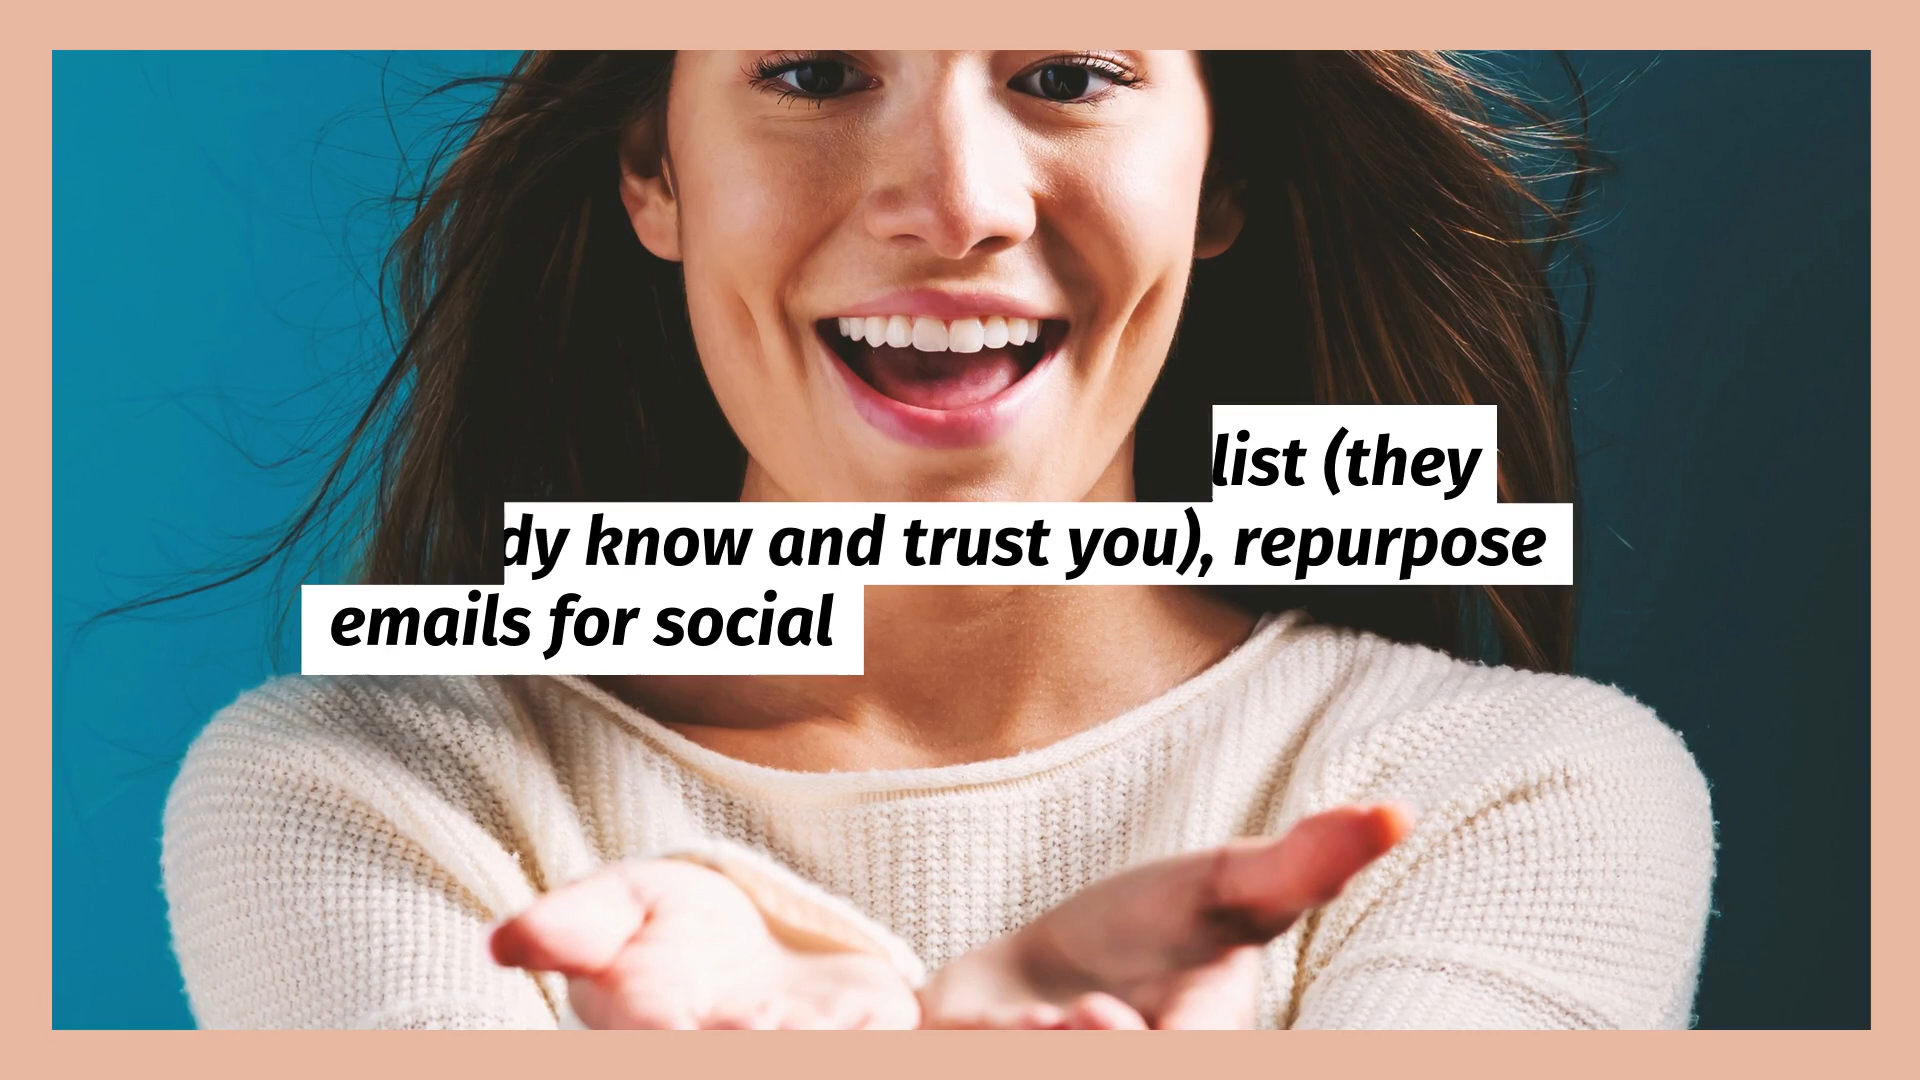 list (they
dy know and trust you), repurpose
emails for social